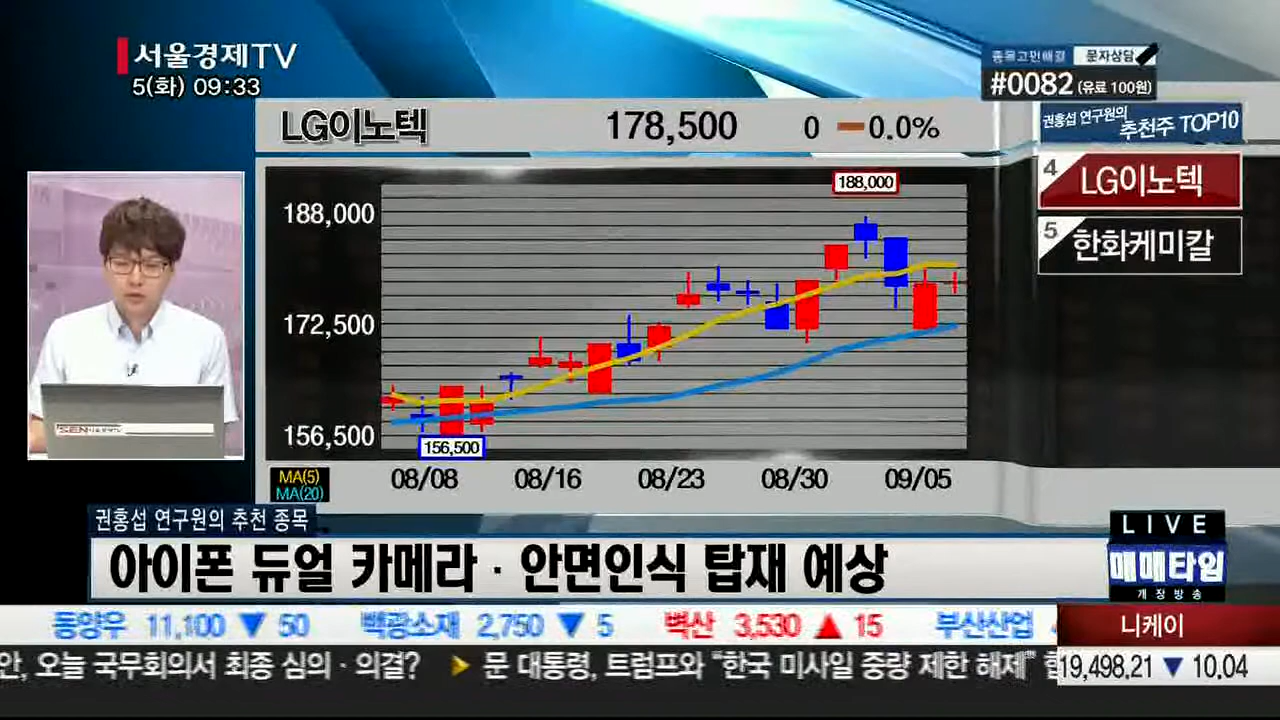 서울경제TV
5(화) 09:33
종목고민해결 문자상담
#0082 (유료 100원)
LG이노텍 178,500 0 0.0%
권홍섭 연구원의
추천주 TOP10
4 LG이노텍
5 한화케미칼
188,000
188,000
172,500
156,500
156,500
MA(5)
MA(20)
08/08 08/16 08/23 08/30 09/05
권홍섭 연구원의 추천 종목
아이폰 듀얼 카메라 · 안면인식 탑재 예상
LIVE
매매타임
개장방송
동양우 11,100 ▼ 50 백광소재 2,750 ▼ 5 벽산 3,530 ▲ 15 부산산업
니케이
안, 오늘 국무회의서 최종 심의 · 의결? ▶ 문 대통령, 트럼프와 “한국 미사일 중량 제한 해제”
19,498.21 ▼ 10.04